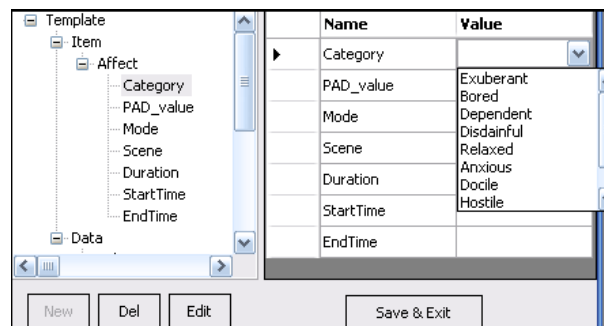 Template
Item
Affect
Category
PAD_value
Mode
Scene
Duration
StartTime
EndTime
Data
Name Value
Category
PAD_value
Mode
Scene
Duration
StartTime
EndTime
Exuberant
Bored
Dependent
Disdainful
Relaxed
Anxious
Docile
Hostile
New Del Edit Save & Exit